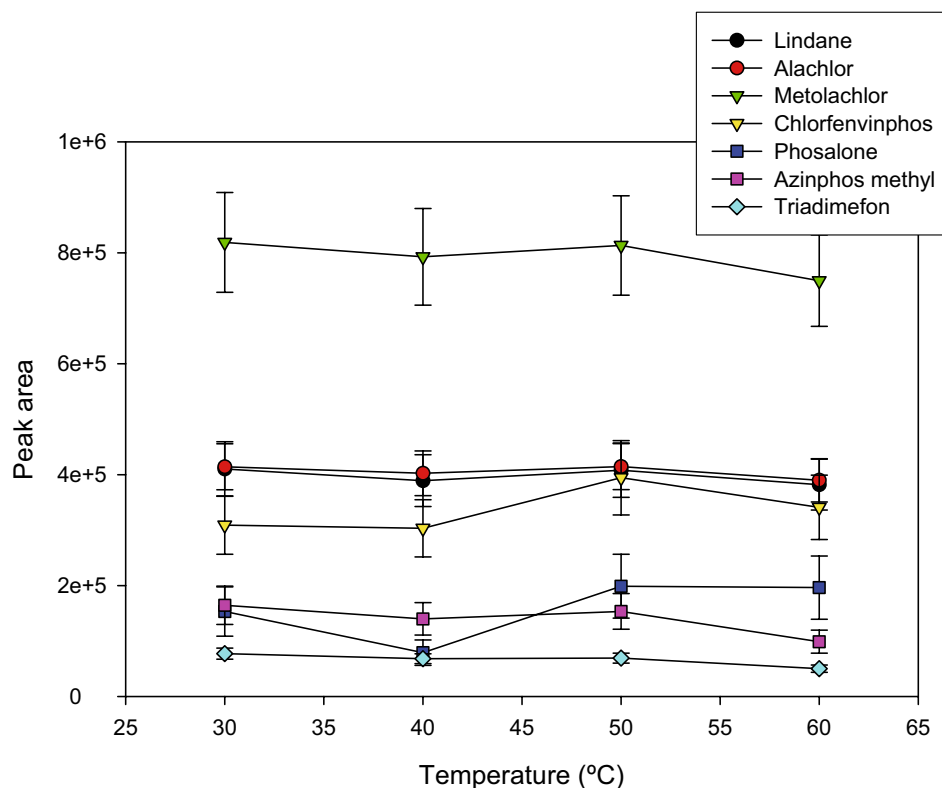 Lindane
Alachlor
Metolachlor
Chlorfenvinphos
Phosalone
Azinphos methyl
Triadimefon
1e+6
8e+5
6e+5
4e+5
2e+5
0
Peak area
25 30 35 40 45 50 55 60 65
Temperature (ºC)